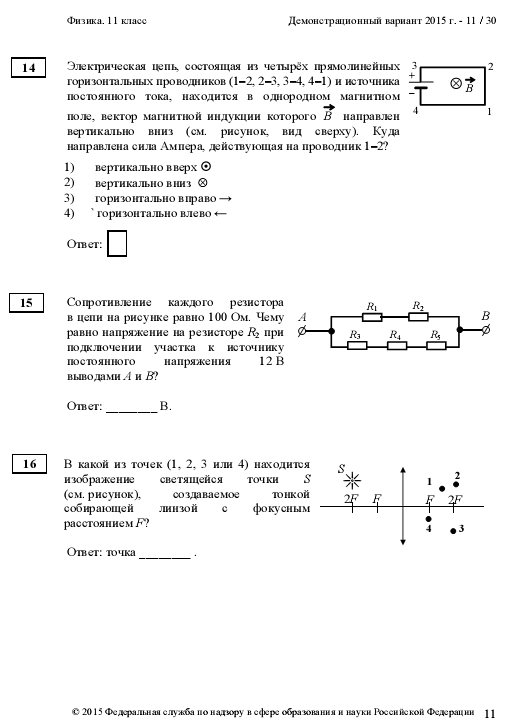 Физика. 11 класс Демонстрационный вариант 2015 г. - 11 / 30
14
Электрическая цепь, состоящая из четырёх прямолинейных
горизонтальных проводников (1–2, 2–3, 3–4, 4–1) и источника
постоянного тока, находится в однородном магнитном
поле, вектор магнитной индукции которого B направлен
вертикально вниз (см. рисунок, вид сверху). Куда
направлена сила Ампера, действующая на проводник 1–2?
3 2
+ ⊗ B
–
4 1
1) вертикально вверх ⊙
2) вертикально вниз ⊗
3) горизонтально вправо →
4) ` горизонтально влево ←
Ответ:
15
Сопротивление каждого резистора
в цепи на рисунке равно 100 Ом. Чему
равно напряжение на резисторе R₂ при
подключении участка к источнику
постоянного напряжения 12 В
выводами A и B?
R₁ R₂
A B
R₃ R₄ R₅
Ответ: ________ В.
16
В какой из точек (1, 2, 3 или 4) находится
изображение светящейся точки S
(см. рисунок), создаваемое тонкой
собирающей линзой с фокусным
расстоянием F?
S
1 2
2F F F 2F
4 3
Ответ: точка ________ .
© 2015 Федеральная служба по надзору в сфере образования и науки Российской Федерации 11